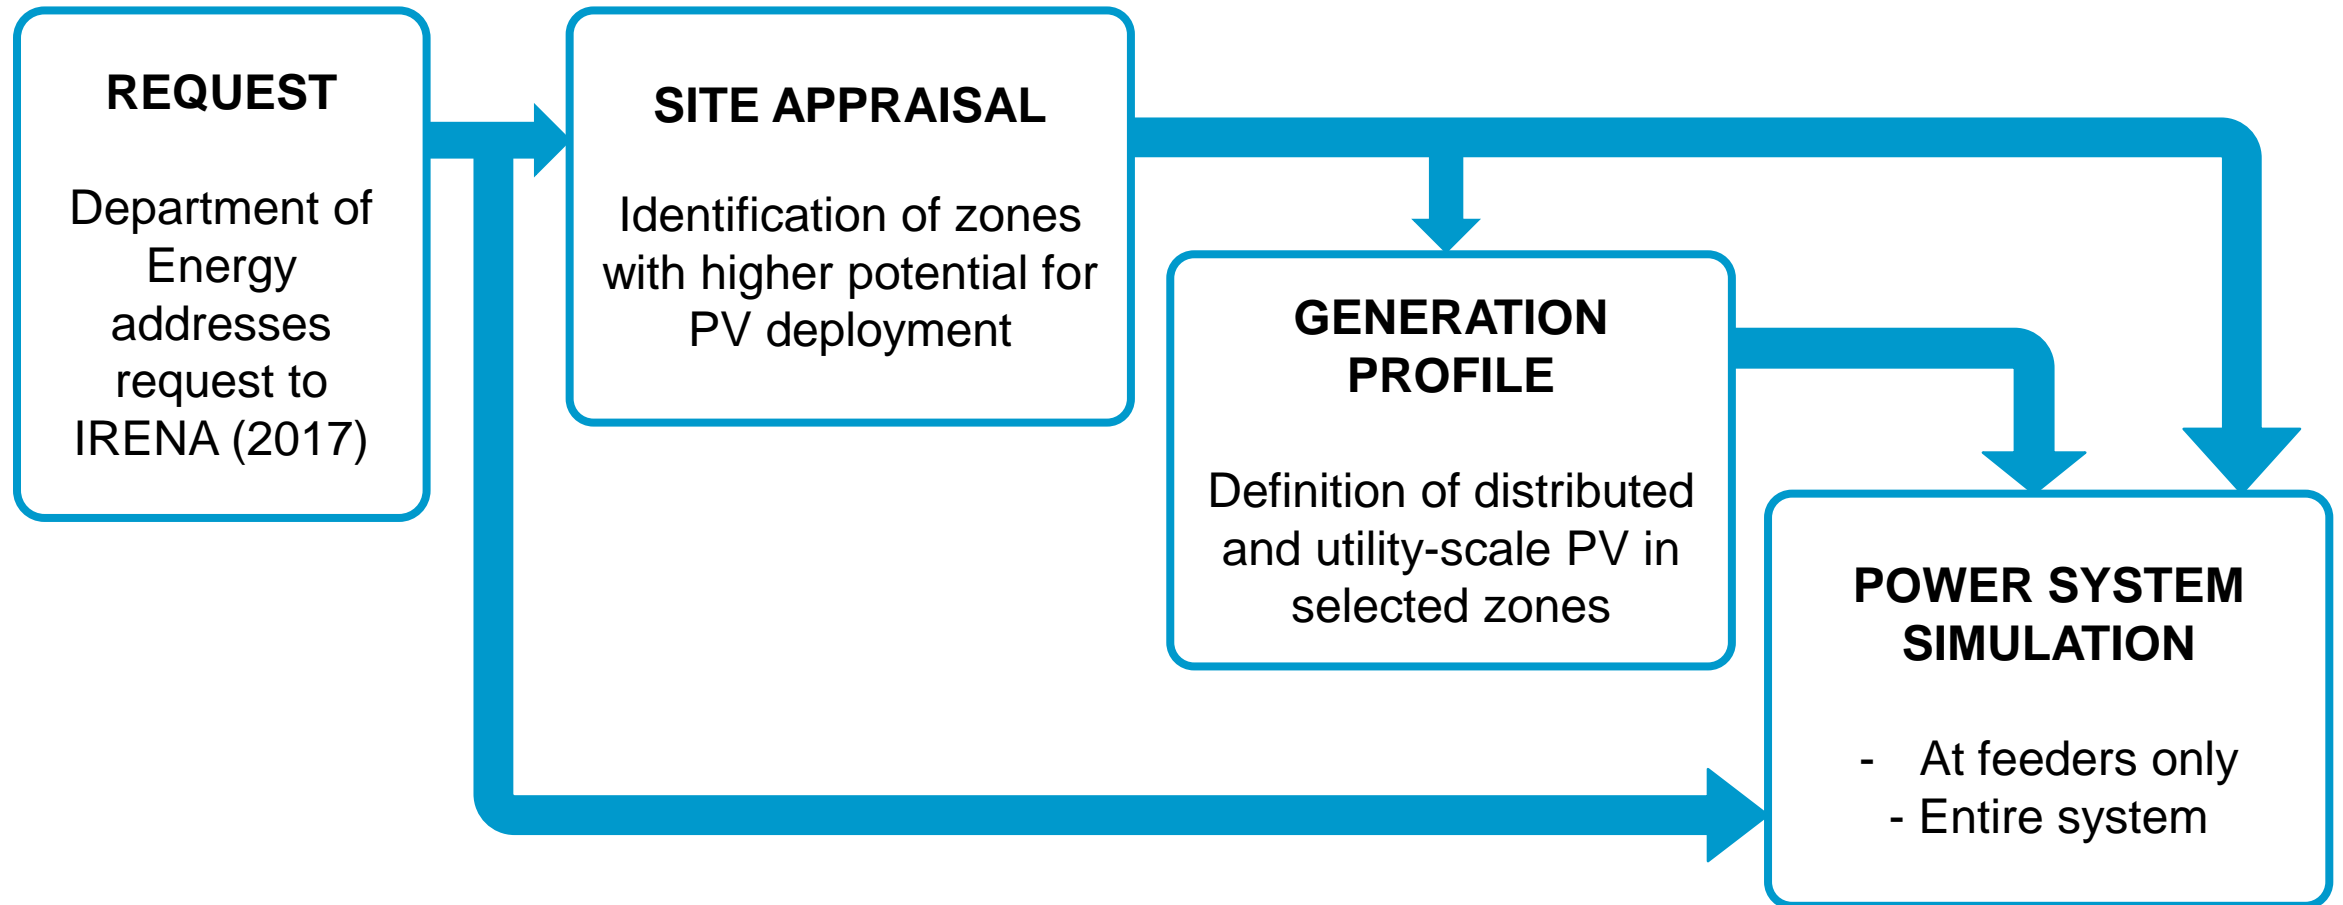 REQUEST
Department of
Energy
addresses
request to
IRENA (2017)
SITE APPRAISAL
Identification of zones
with higher potential for
PV deployment
GENERATION
PROFILE
Definition of distributed
and utility-scale PV in
selected zones
POWER SYSTEM
SIMULATION
- At feeders only
- Entire system